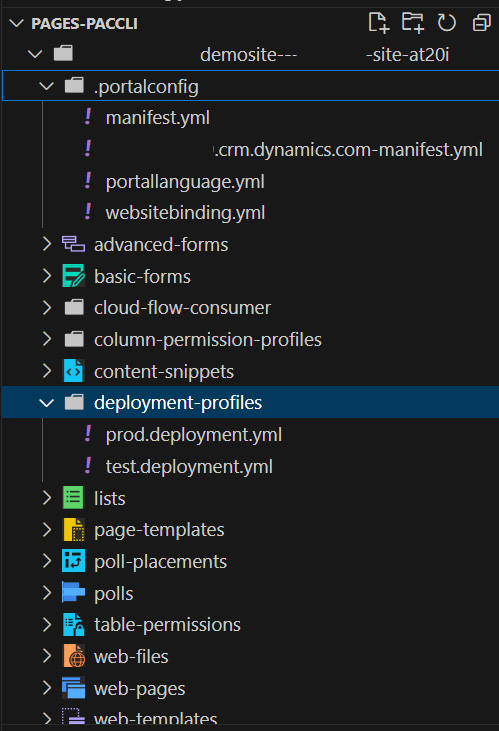 PAGES-PACCLI
demosite--- -site-at20i
.portalconfig
manifest.yml
.crm.dynamics.com-manifest.yml
portallanguage.yml
websitebinding.yml
advanced-forms
basic-forms
cloud-flow-consumer
column-permission-profiles
content-snippets
deployment-profiles
prod.deployment.yml
test.deployment.yml
lists
page-templates
poll-placements
polls
table-permissions
web-files
web-pages
web-templates